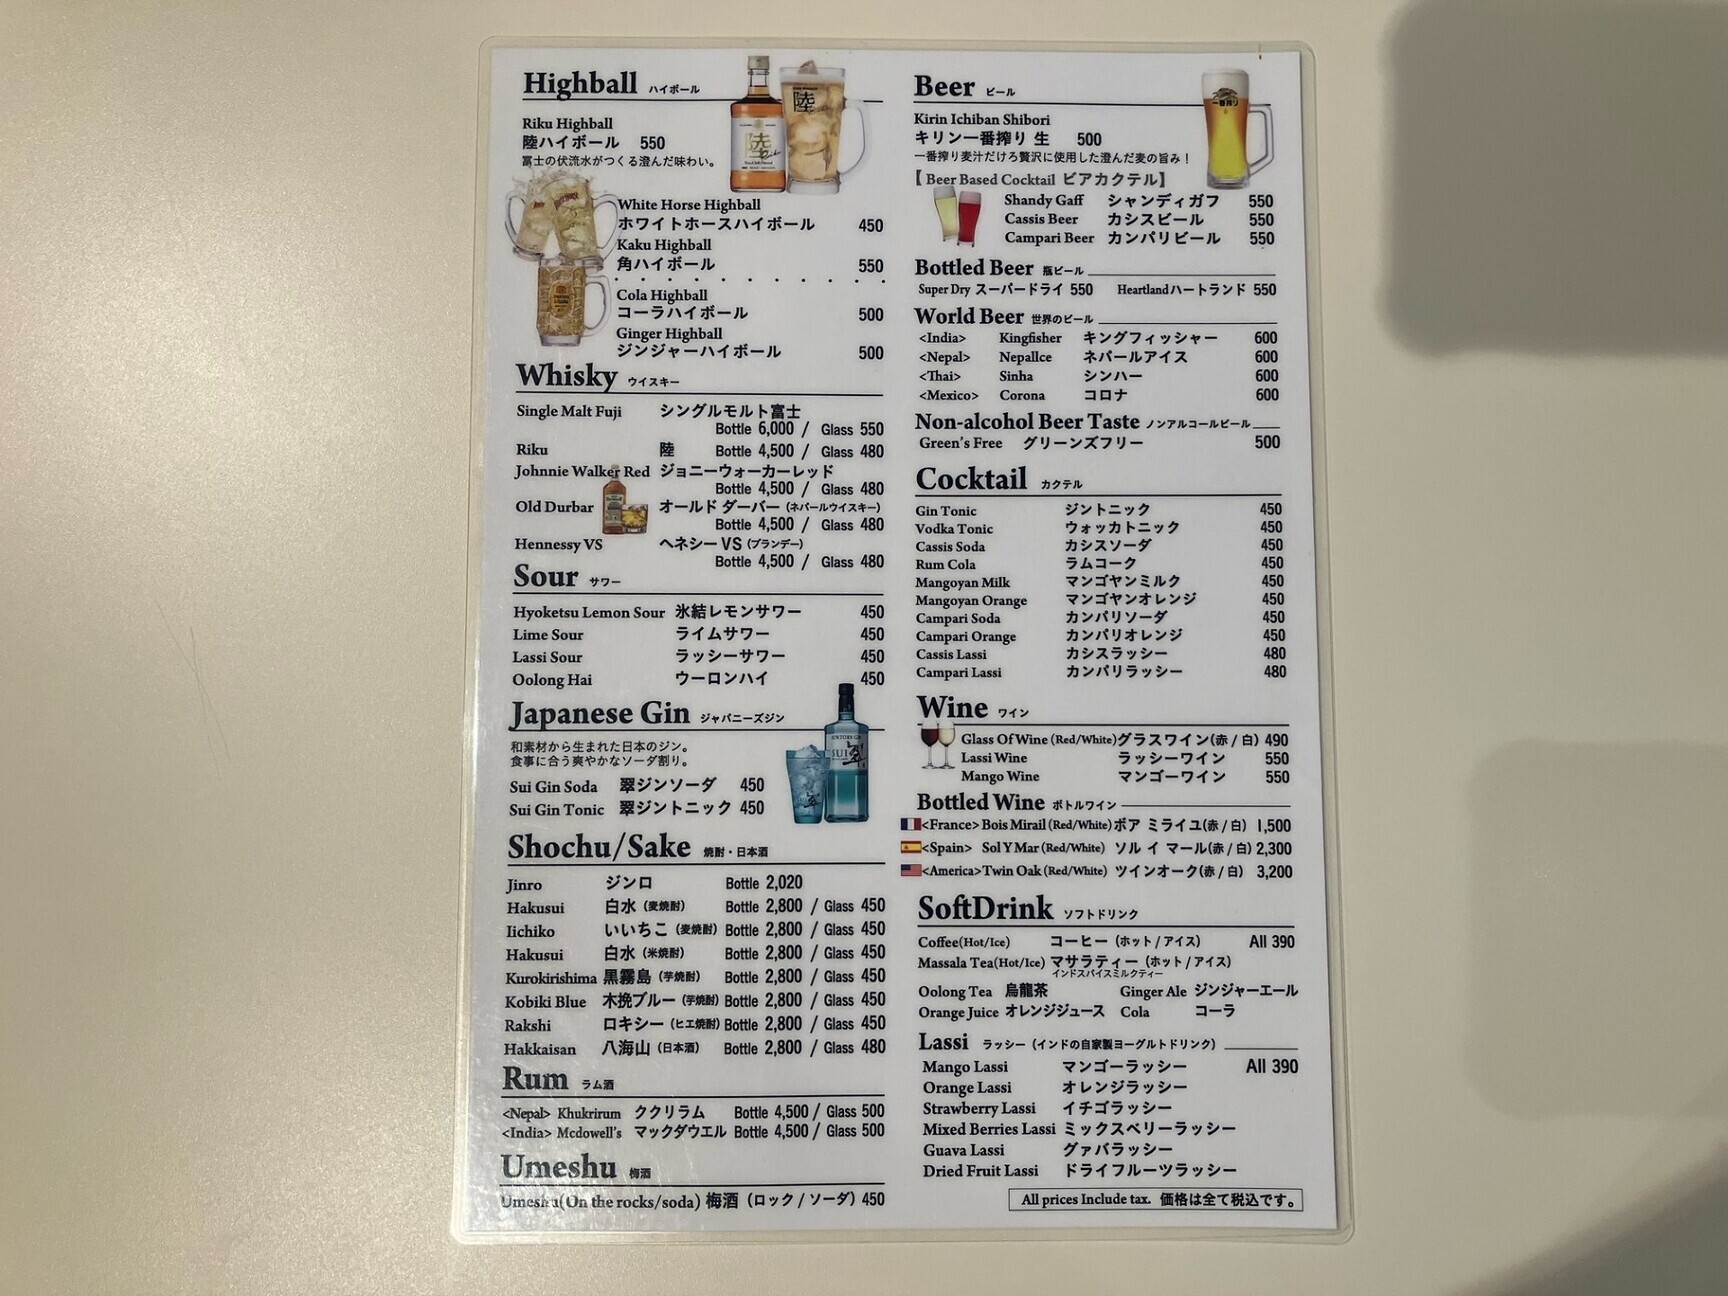 Highball ハイボール
Riku Highball
陸ハイボール 550
富士の伏流水がつくる澄んだ味わい。
White Horse Highball
ホワイトホースハイボール 450
Kaku Highball
角ハイボール 550
Cola Highball
コーラハイボール 500
Ginger Highball
ジンジャーハイボール 500
Whisky ウイスキー
Single Malt Fuji シングルモルト富士
Bottle 6,000 / Glass 550
Riku 陸 Bottle 4,500 / Glass 480
Johnnie Walker Red ジョニーウォーカーレッド
Bottle 4,500 / Glass 480
Old Durbar オールド ダーバー (ネパールウイスキー)
Bottle 4,500 / Glass 480
Hennessy VS ヘネシー VS (ブランデー)
Bottle 4,500 / Glass 480
Sour サワー
Hyoketsu Lemon Sour 氷結レモンサワー 450
Lime Sour ライムサワー 450
Lassi Sour ラッシーサワー 450
Oolong Hai ウーロンハイ 450
Japanese Gin ジャパニーズジン
和素材から生まれた日本のジン。
食事に合う爽やかなソーダ割り。
Sui Gin Soda 翠ジンソーダ 450
Sui Gin Tonic 翠ジントニック 450
SUI 翠
Shochu/Sake 焼酎・日本酒
Jinro ジンロ Bottle 2,020
Hakusui 白水 (麦焼酎) Bottle 2,800 / Glass 450
Iichiko いいちこ (麦焼酎) Bottle 2,800 / Glass 450
Hakusui 白水 (米焼酎) Bottle 2,800 / Glass 450
Kurokirishima 黒霧島 (芋焼酎) Bottle 2,800 / Glass 450
Kobiki Blue 木挽ブルー (芋焼酎) Bottle 2,800 / Glass 450
Rakshi ロキシー (ヒエ焼酎) Bottle 2,800 / Glass 450
Hakkaisan 八海山 (日本酒) Bottle 2,800 / Glass 480
Rum ラム酒
<Nepal> Khukrirum ククリラム Bottle 4,500 / Glass 500
<India> Mcdowell's マックダウエル Bottle 4,500 / Glass 500
Umeshu 梅酒
Umeshu(On the rocks/soda) 梅酒 (ロック / ソーダ) 450
Beer ビール
Kirin Ichiban Shibori
キリン一番搾り 生 500
一番搾り麦汁だけろ贅沢に使用した澄んだ麦の旨み！
【 Beer Based Cocktail ビアカクテル】
Shandy Gaff シャンディガフ 550
Cassis Beer カシスビール 550
Campari Beer カンパリビール 550
Bottled Beer 瓶ビール
Super Dry スーパードライ 550 Heartland ハートランド 550
World Beer 世界のビール
<India> Kingfisher キングフィッシャー 600
<Nepal> NepalIce ネパールアイス 600
<Thai> Sinha シンハー 600
<Mexico> Corona コロナ 600
Non-alcohol Beer Taste ノンアルコールビール
Green's Free グリーンズフリー 500
Cocktail カクテル
Gin Tonic ジントニック 450
Vodka Tonic ウォッカトニック 450
Cassis Soda カシスソーダ 450
Rum Cola ラムコーク 450
Mangoyan Milk マンゴヤンミルク 450
Mangoyan Orange マンゴヤンオレンジ 450
Campari Soda カンパリソーダ 450
Campari Orange カンパリオレンジ 450
Cassis Lassi カシスラッシー 480
Campari Lassi カンパリラッシー 480
Wine ワイン
Glass Of Wine (Red/White) グラスワイン(赤 / 白) 490
Lassi Wine ラッシーワイン 550
Mango Wine マンゴーワイン 550
Bottled Wine ボトルワイン
<France> Bois Mirail (Red/White) ボア ミライユ(赤 / 白) 1,500
<Spain> Sol Y Mar (Red/White) ソル イ マール(赤 / 白) 2,300
<America> Twin Oak (Red/White) ツインオーク(赤 / 白) 3,200
SoftDrink ソフトドリンク
Coffee(Hot/Ice) コーヒー (ホット / アイス) All 390
Massala Tea(Hot/Ice) マサラティー (ホット / アイス)
インドスパイスミルクティー
Oolong Tea 烏龍茶 Ginger Ale ジンジャーエール
Orange Juice オレンジジュース Cola コーラ
Lassi ラッシー (インドの自家製ヨーグルトドリンク)
Mango Lassi マンゴーラッシー All 390
Orange Lassi オレンジラッシー
Strawberry Lassi イチゴラッシー
Mixed Berries Lassi ミックスベリーラッシー
Guava Lassi グァバラッシー
Dried Fruit Lassi ドライフルーツラッシー
All prices Include tax. 価格は全て税込です。